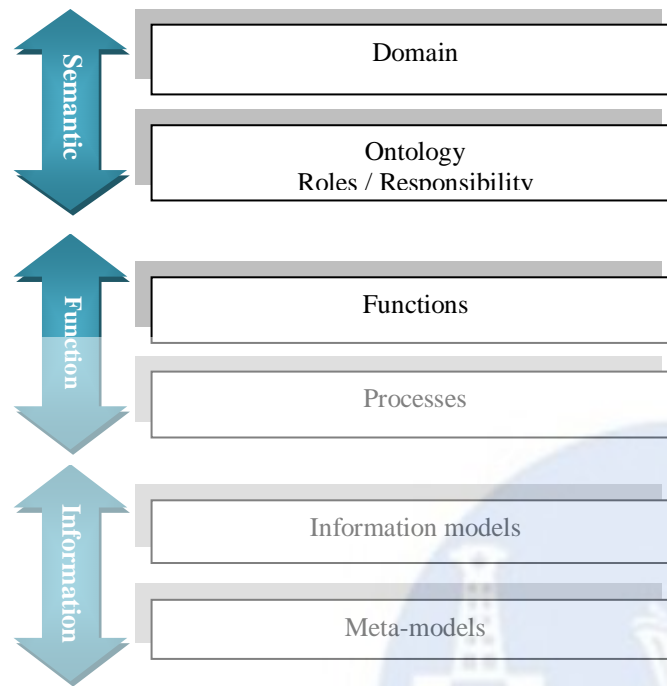 Semantic
Domain
Ontology
Roles / Responsibility
Function
Functions
Processes
Information
Information models
Meta-models